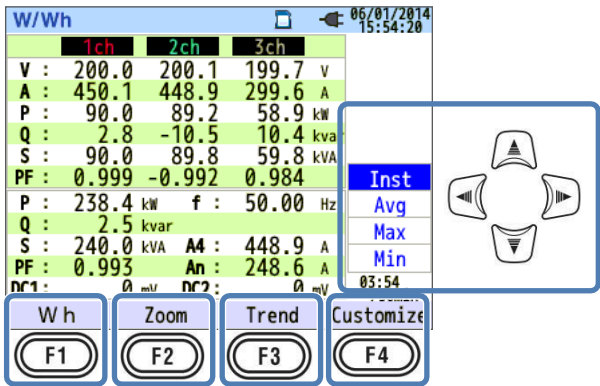 W/Wh 06/01/2014
15:54:20
1ch 2ch 3ch
V : 200.0 200.1 199.7 V
A : 450.1 448.9 299.6 A
P : 90.0 89.2 58.9 kW
Q : 2.8 -10.5 10.4 kvar
S : 90.0 89.8 59.8 kVA
PF : 0.999 -0.992 0.984
Inst
P : 238.4 kW f : 50.00 Hz
Avg
Q : 2.5 kvar
Max
S : 240.0 kVA A4 : 448.9 A
Min
PF : 0.993 An : 248.6 A
DC1: 0 mV DC2: 0 mV
03:54
Wh Zoom Trend Customize
F1 F2 F3 F4